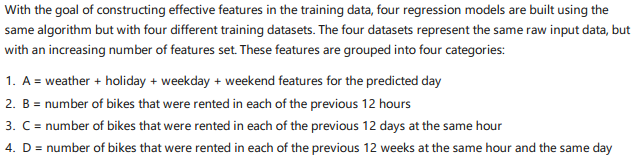 With the goal of constructing effective features in the training data, four regression models are built using the
same algorithm but with four different training datasets. The four datasets represent the same raw input data, but
with an increasing number of features set. These features are grouped into four categories:
1. A = weather + holiday + weekday + weekend features for the predicted day
2. B = number of bikes that were rented in each of the previous 12 hours
3. C = number of bikes that were rented in each of the previous 12 days at the same hour
4. D = number of bikes that were rented in each of the previous 12 weeks at the same hour and the same day